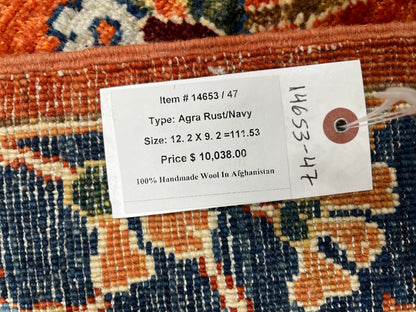 Item # 14653 / 47
Type: Agra Rust/Navy
Size: 12. 2 X 9. 2 =111.53
Price $ 10,038.00
100% Handmade Wool In Afghanistan
14653-47